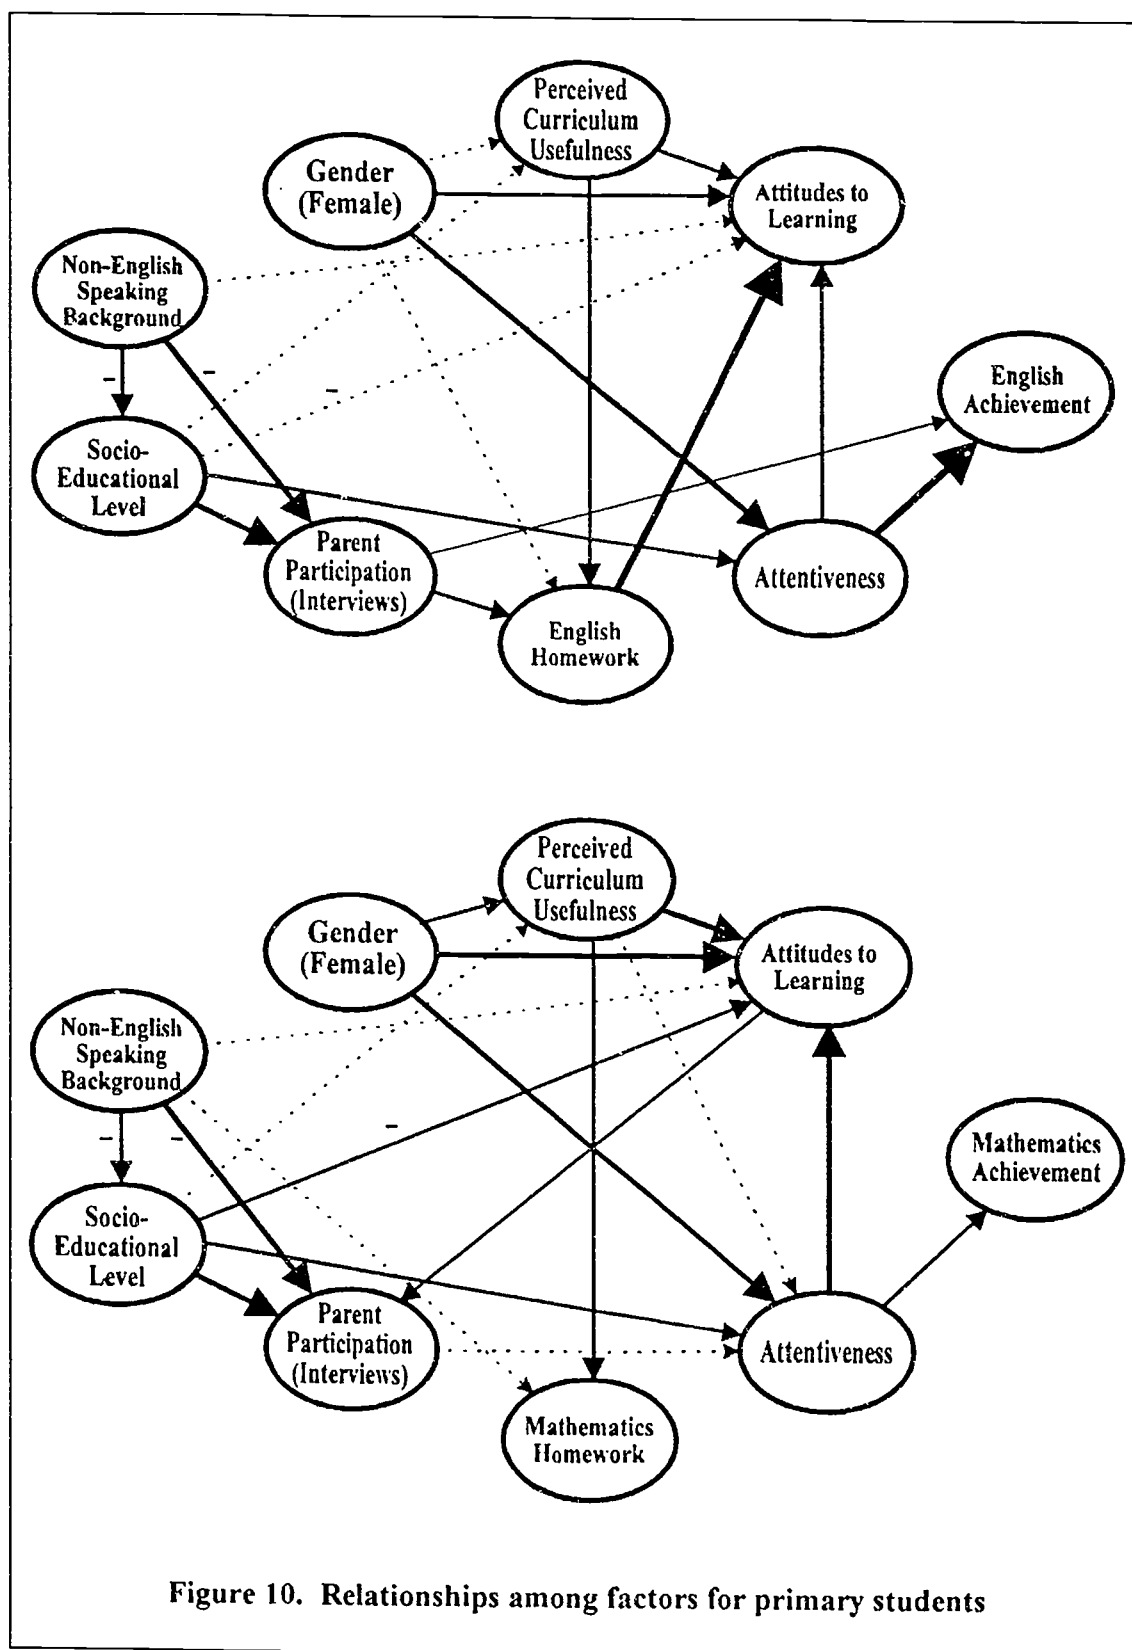 Perceived
Curriculum
Usefulness
Gender
(Female)
Attitudes to
Learning
Non-English
Speaking
Background
–
–
–
English
Achievement
Socio-
Educational
Level
Parent
Participation
(Interviews)
Attentiveness
English
Homework
Perceived
Curriculum
Usefulness
Gender
(Female)
Attitudes to
Learning
Non-English
Speaking
Background
–
–
–
Mathematics
Achievement
Socio-
Educational
Level
Parent
Participation
(Interviews)
Attentiveness
Mathematics
Homework
Figure 10. Relationships among factors for primary students